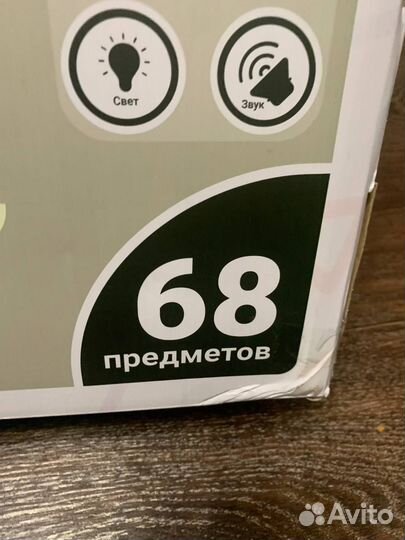 Свет
Звук
68
предметов
Avito